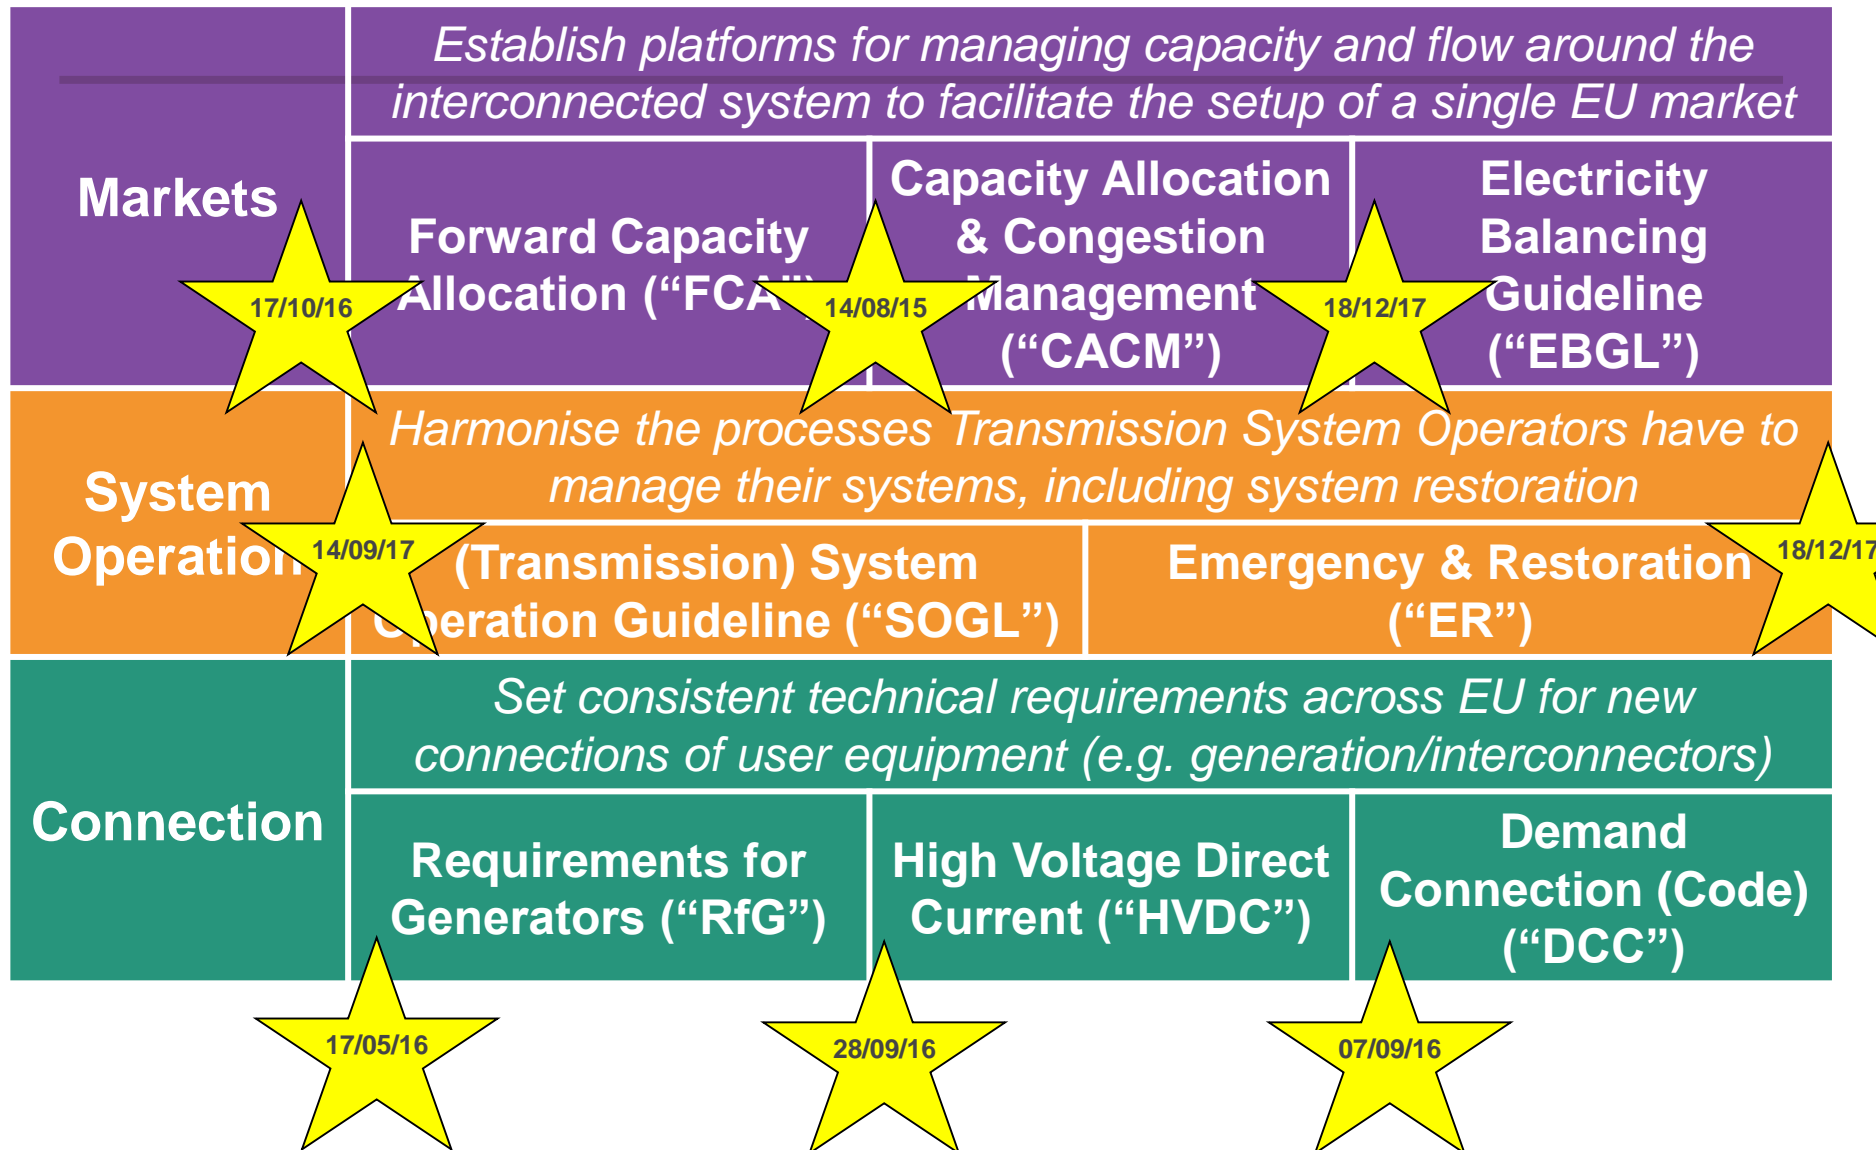 Establish platforms for managing capacity and flow around the
interconnected system to facilitate the setup of a single EU market
Markets
Forward Capacity
Allocation (“FCA”)
17/10/16
Capacity Allocation
& Congestion
Management
(“CACM”)
14/08/15
Electricity
Balancing
Guideline
(“EBGL”)
18/12/17
Harmonise the processes Transmission System Operators have to
manage their systems, including system restoration
System
Operation
14/09/17
(Transmission) System
Operation Guideline (“SOGL”)
Emergency & Restoration
(“ER”)
18/12/17
Set consistent technical requirements across EU for new
connections of user equipment (e.g. generation/interconnectors)
Connection
Requirements for
Generators (“RfG”)
High Voltage Direct
Current (“HVDC”)
Demand
Connection (Code)
(“DCC”)
17/05/16
28/09/16
07/09/16